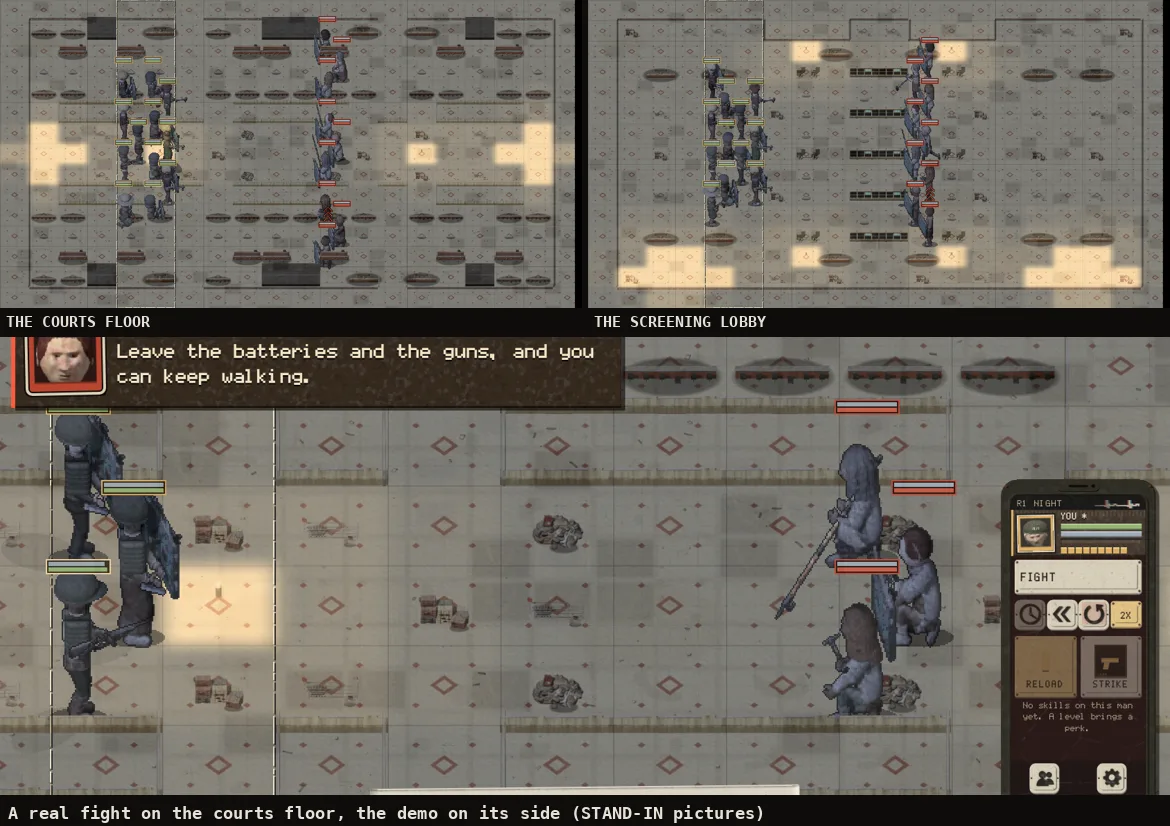 THE COURTS FLOOR
THE SCREENING LOBBY
Leave the batteries and the guns, and you
can keep walking.
R1 NIGHT
YOU *
FIGHT
2X
RELOAD
STRIKE
No skills on this man
yet. A level brings a
perk.
A real fight on the courts floor, the demo on its side (STAND-IN pictures)